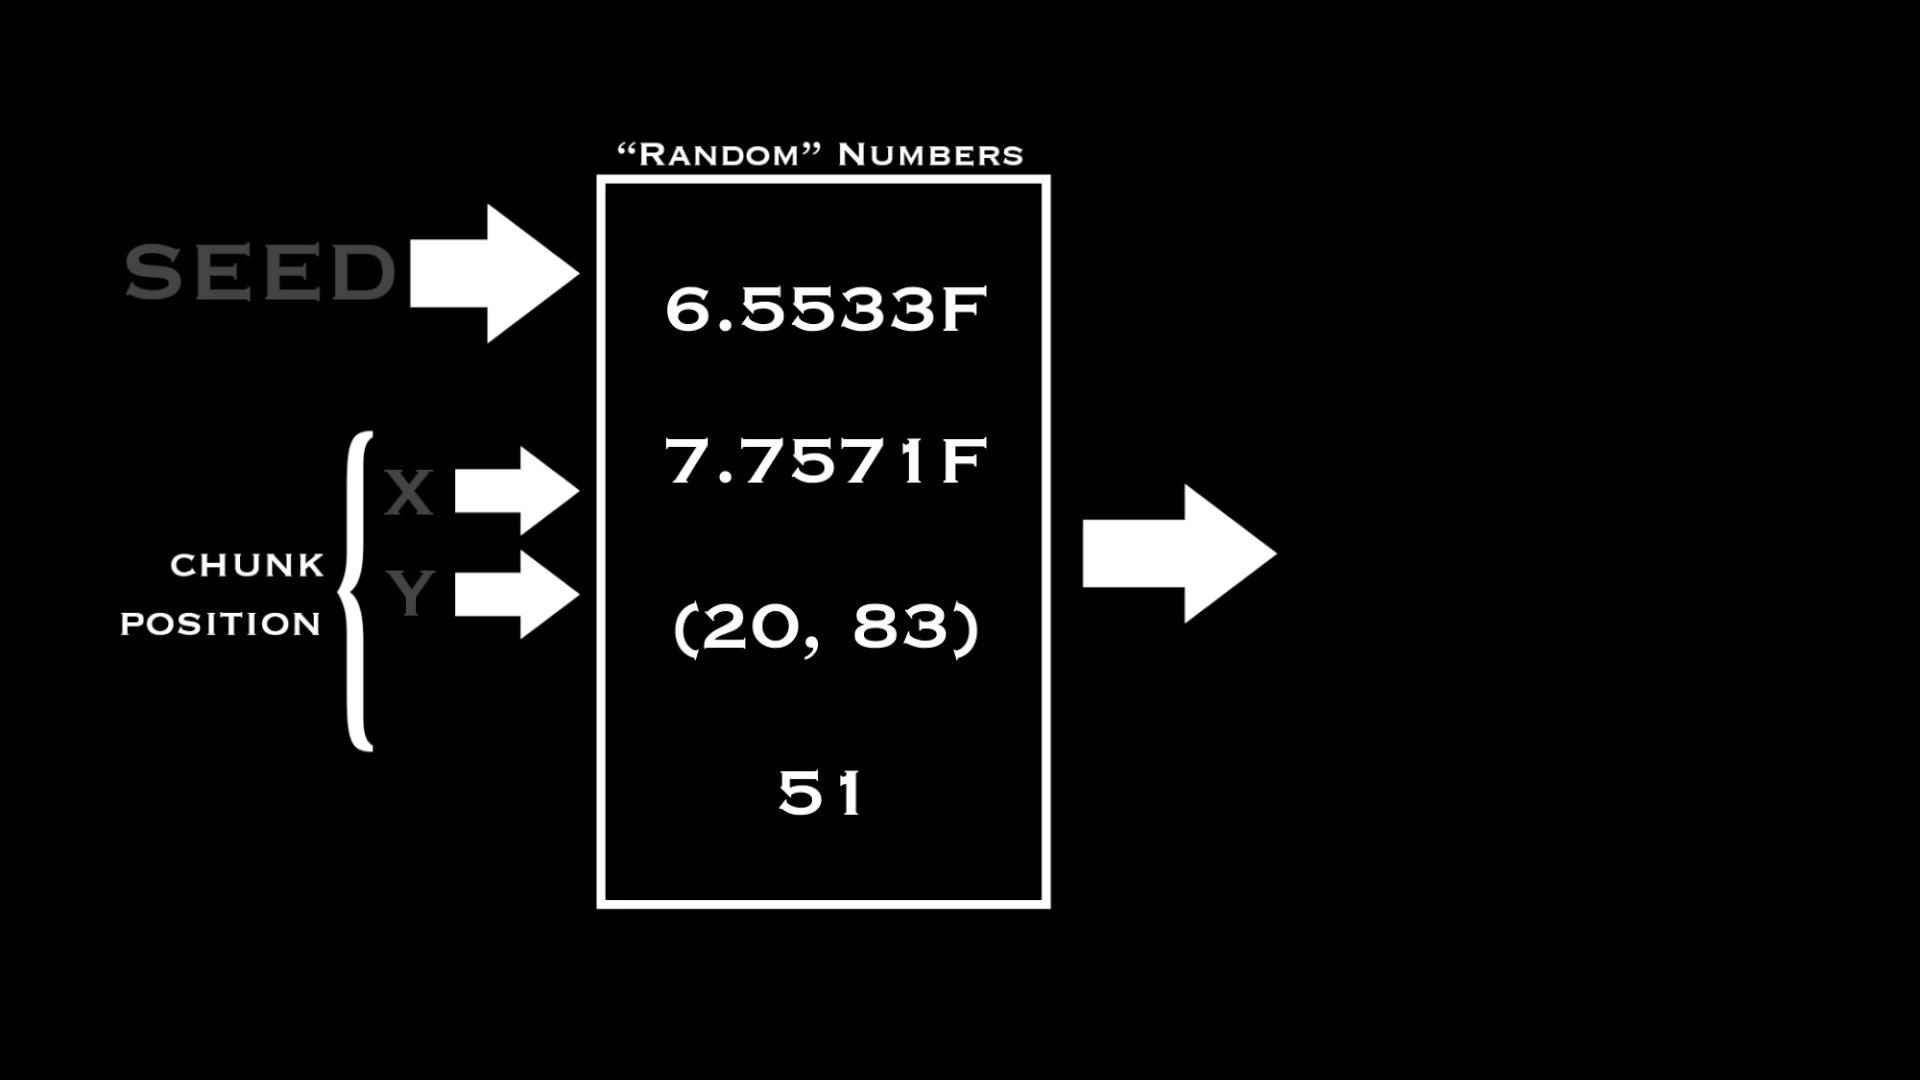 “RANDOM” NUMBERS
SEED
6.5533F
7.7571F
X
Y
CHUNK
POSITION
(20, 83)
51